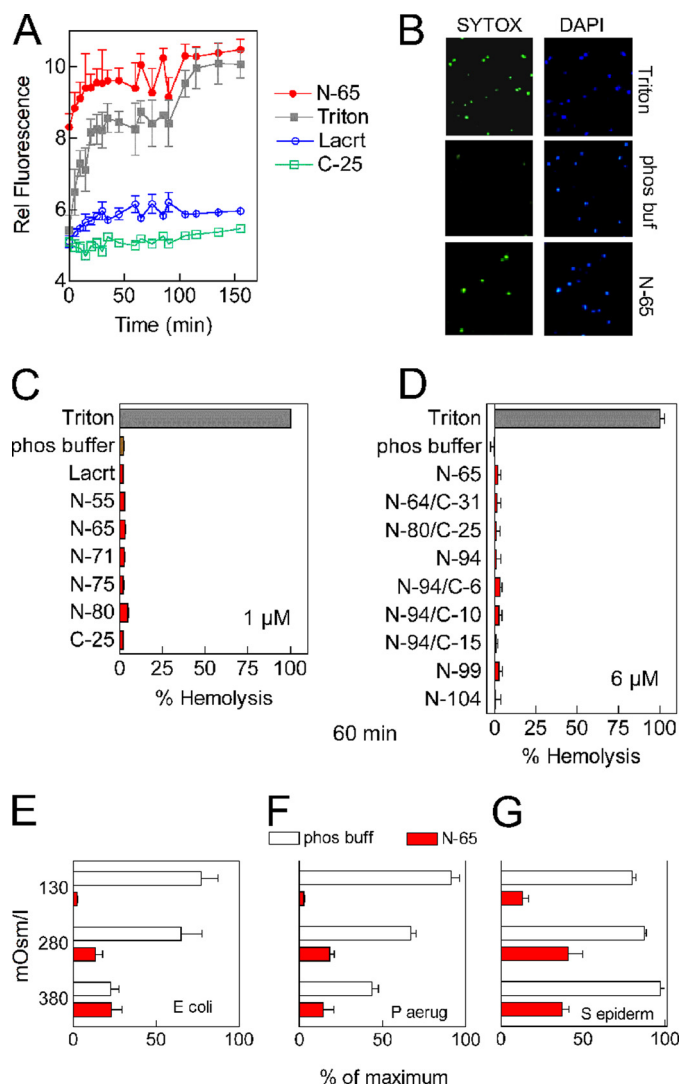 A
10
8
6
4
Rel Fluorescence
0 50 100 150
Time (min)
N-65
Triton
Lacrt
C-25
B
SYTOX DAPI
Triton
phos buf
N-65
C
Triton
phos buffer
Lacrt
N-55
N-65
N-71
N-75
N-80
C-25
1 µM
0 25 50 75 100
% Hemolysis
D
Triton
phos buffer
N-65
N-64/C-31
N-80/C-25
N-94
N-94/C-6
N-94/C-10
N-94/C-15
N-99
N-104
6 µM
0 25 50 75 100
% Hemolysis
60 min
E F G
phos buff N-65
mOsm/l
130
280
380
E coli
P aerug
S epiderm
0 50 100
0 50 100
0 50 100
% of maximum